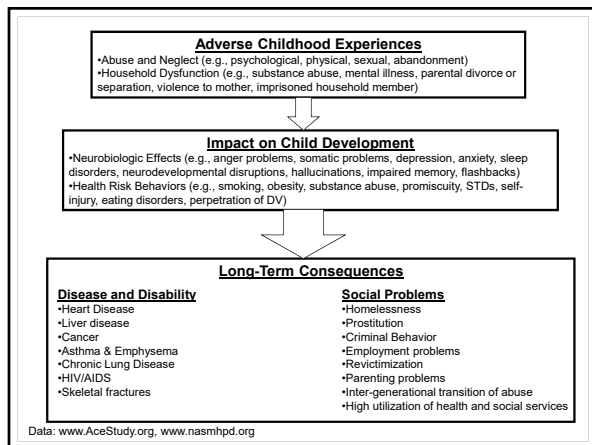 Adverse Childhood Experiences
•Abuse and Neglect (e.g., psychological, physical, sexual, abandonment)
•Household Dysfunction (e.g., substance abuse, mental illness, parental divorce or
separation, violence to mother, imprisoned household member)
Impact on Child Development
•Neurobiologic Effects (e.g., anger problems, somatic problems, depression, anxiety, sleep
disorders, neurodevelopmental disruptions, hallucinations, impaired memory, flashbacks)
•Health Risk Behaviors (e.g., smoking, obesity, substance abuse, promiscuity, STDs, self-
injury, eating disorders, perpetration of DV)
Long-Term Consequences
Disease and Disability
•Heart Disease
•Liver disease
•Cancer
•Asthma & Emphysema
•Chronic Lung Disease
•HIV/AIDS
•Skeletal fractures
Social Problems
•Homelessness
•Prostitution
•Criminal Behavior
•Employment problems
•Revictimization
•Parenting problems
•Inter-generational transition of abuse
•High utilization of health and social services
Data: www.AceStudy.org, www.nasmhpd.org